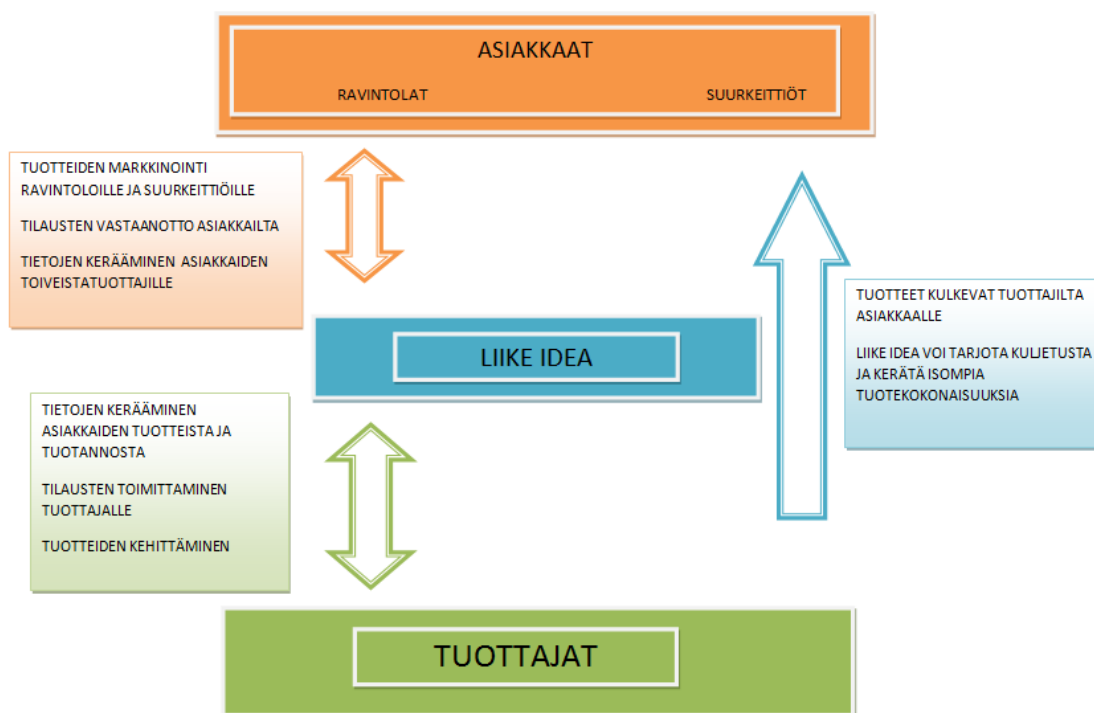 ASIAKKAAT
RAVINTOLAT
SUURKEITTIÖT
TUOTTEIDEN MARKKINOINTI
RAVINTOLOILLE JA SUURKEITTIÖILLE
TILAUSTEN VASTAANOTTO ASIAKKAILTA
TIETOJEN KERÄÄMINEN ASIAKKAIDEN
TOIVEISTATUOTTAJILLE
TUOTTEET KULKEVAT TUOTTAJILTA
ASIAKKAALLE
LIIKE IDEA VOI TARJOTA KULJETUSTA
JA KERÄTÄ ISOMPIA
TUOTEKOKONAISUUKSIA
LIIKE IDEA
TIETOJEN KERÄÄMINEN
ASIAKKAIDEN TUOTTEISTA JA
TUOTANNOSTA
TILAUSTEN TOIMITTAMINEN
TUOTTAJALLE
TUOTTEIDEN KEHITTÄMINEN
TUOTTAJAT